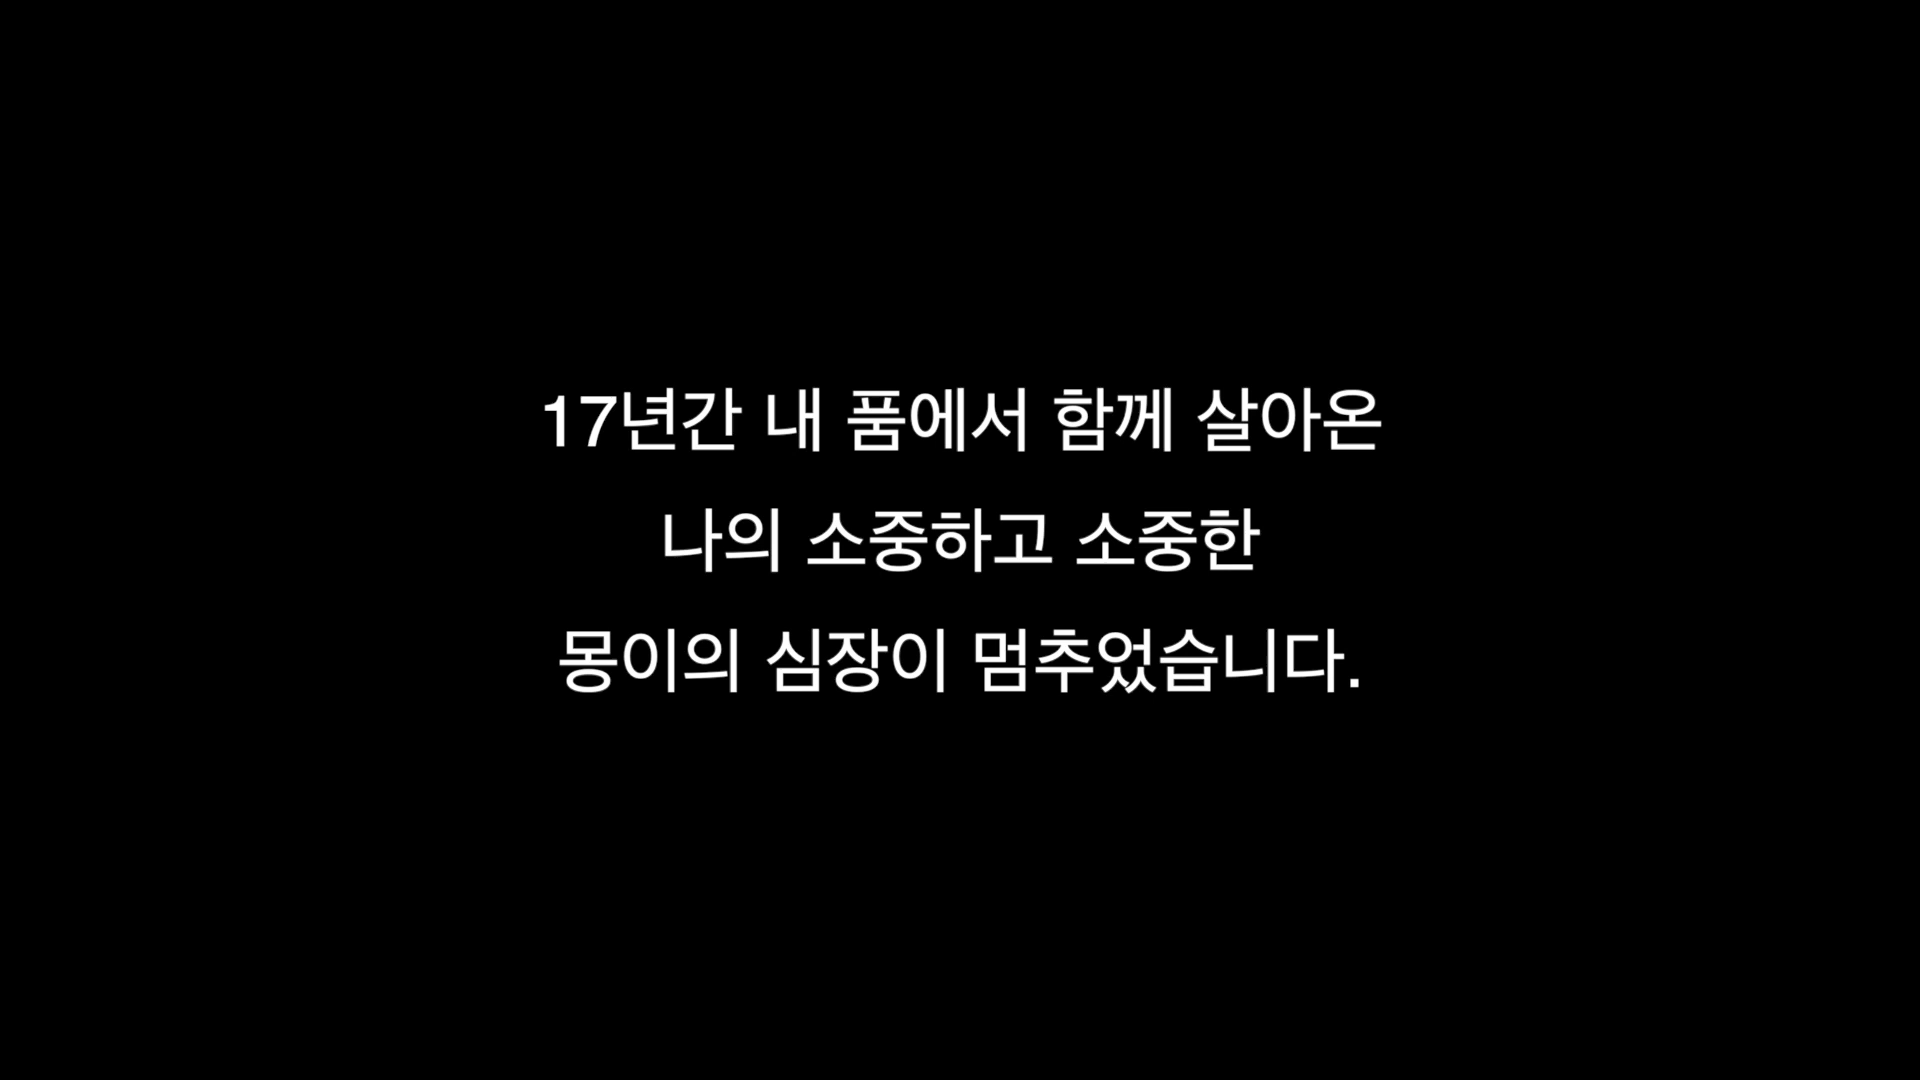 17년간 내 품에서 함께 살아온
나의 소중하고 소중한
몽이의 심장이 멈추었습니다.